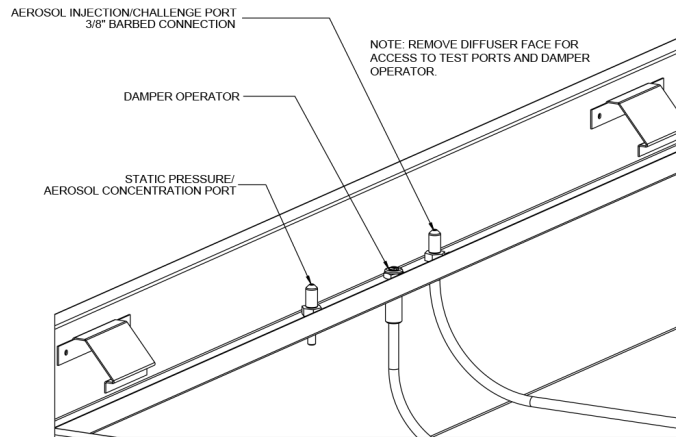 AEROSOL INJECTION/CHALLENGE PORT
3/8" BARBED CONNECTION
NOTE: REMOVE DIFFUSER FACE FOR
ACCESS TO TEST PORTS AND DAMPER
OPERATOR.
DAMPER OPERATOR
STATIC PRESSURE/
AEROSOL CONCENTRATION PORT